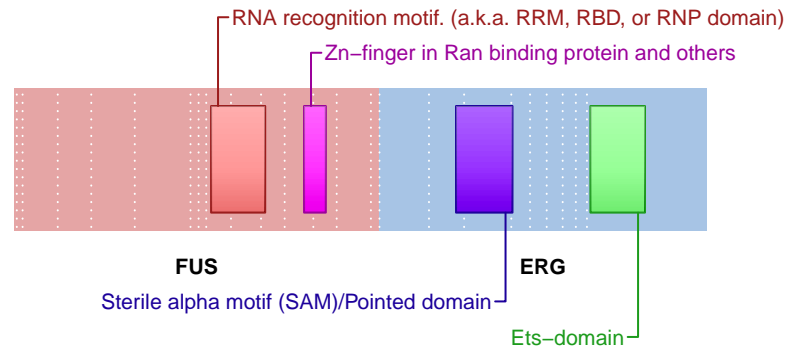 RNA recognition motif. (a.k.a. RRM, RBD, or RNP domain)
Zn−finger in Ran binding protein and others
FUS
ERG
Sterile alpha motif (SAM)/Pointed domain
Ets−domain